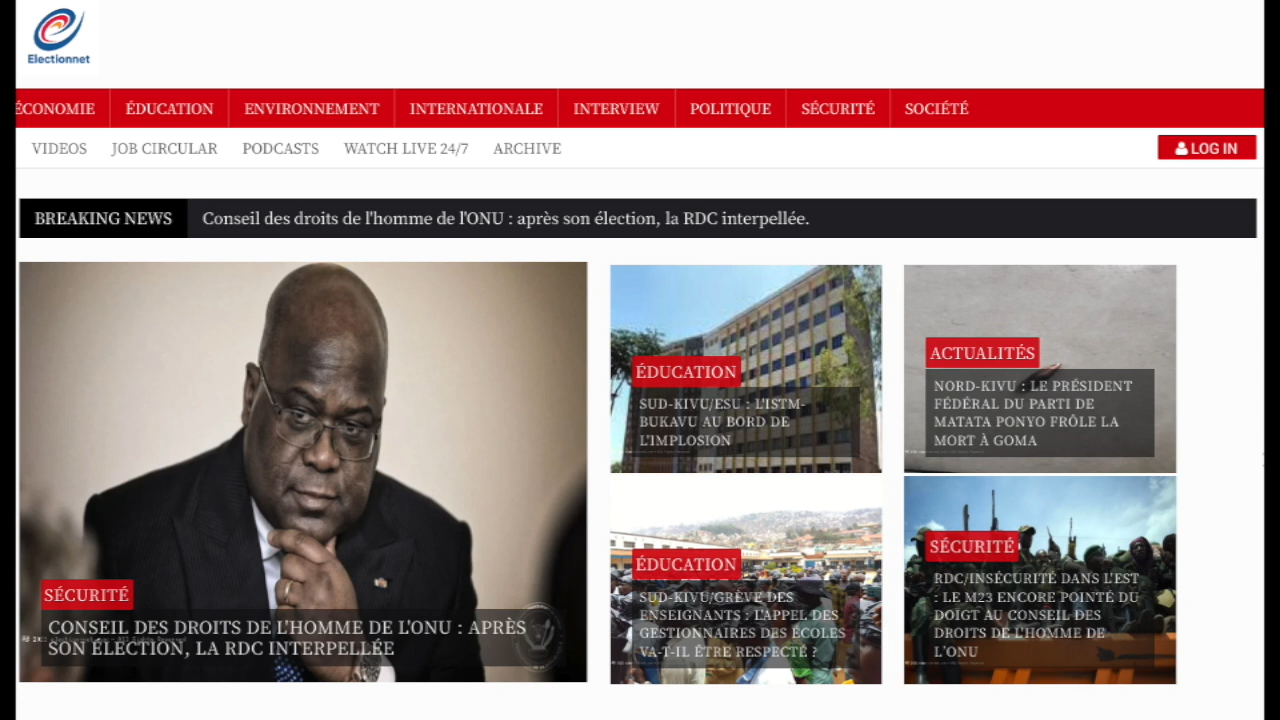 Electionnet
ÉCONOMIE ÉDUCATION ENVIRONNEMENT INTERNATIONALE INTERVIEW POLITIQUE SÉCURITÉ SOCIÉTÉ
VIDEOS JOB CIRCULAR PODCASTS WATCH LIVE 24/7 ARCHIVE
LOG IN
BREAKING NEWS Conseil des droits de l'homme de l'ONU : après son élection, la RDC interpellée.
SÉCURITÉ
CONSEIL DES DROITS DE L'HOMME DE L'ONU : APRÈS
SON ÉLECTION, LA RDC INTERPELLÉE
ÉDUCATION
SUD-KIVU/ESU : L'ISTM-
BUKAVU AU BORD DE
L'IMPLOSION
ACTUALITÉS
NORD-KIVU : LE PRÉSIDENT
FÉDÉRAL DU PARTI DE
MATATA PONYO FRÔLE LA
MORT À GOMA
ÉDUCATION
SUD-KIVU/GRÈVE DES
ENSEIGNANTS : L'APPEL DES
GESTIONNAIRES DES ÉCOLES
VA-T-IL ÊTRE RESPECTÉ ?
SÉCURITÉ
RDC/INSÉCURITÉ DANS L'EST
: LE M23 ENCORE POINTÉ DU
DOIGT AU CONSEIL DES
DROITS DE L'HOMME DE
L'ONU